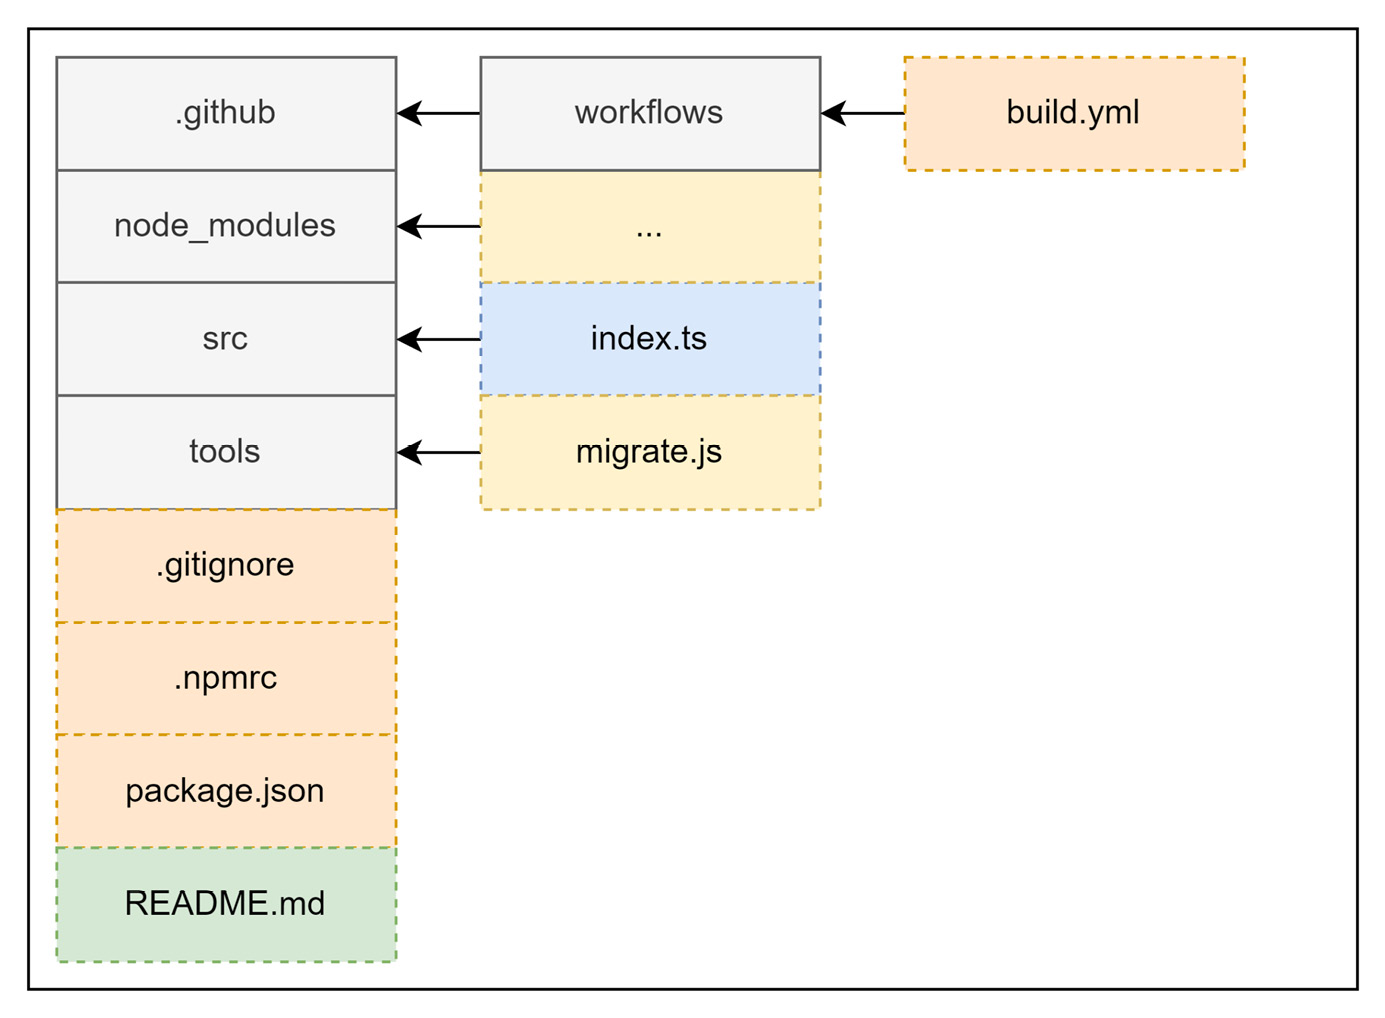 .github
workflows
build.yml
node_modules
...
src
index.ts
tools
migrate.js
.gitignore
.npmrc
package.json
README.md